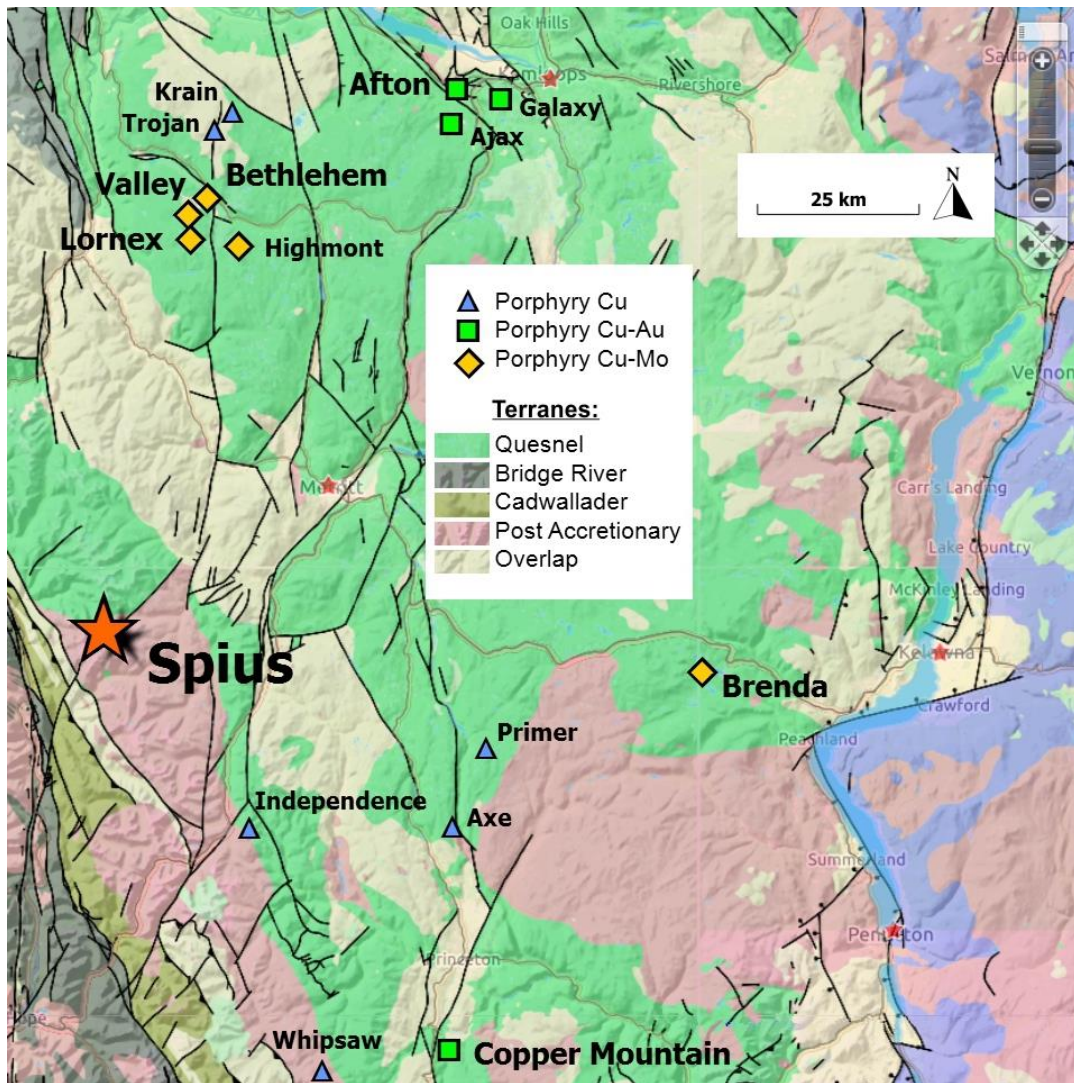 Oak Hills
Kamloops
Rivershore
Afton
Galaxy
Ajax
Krain
Trojan
Bethlehem
Valley
Lornex
Highmont
25 km
N
Porphyry Cu
Porphyry Cu-Au
Porphyry Cu-Mo
Terranes:
Quesnel
Bridge River
Cadwallader
Post Accretionary
Overlap
Vernon
Merritt
Carr's Landing
Lake Country
McKinley Landing
Kelowna
Crawford
Peachland
Spius
Brenda
Primer
Independence
Axe
Summerland
Penticton
Princeton
Whipsaw
Copper Mountain